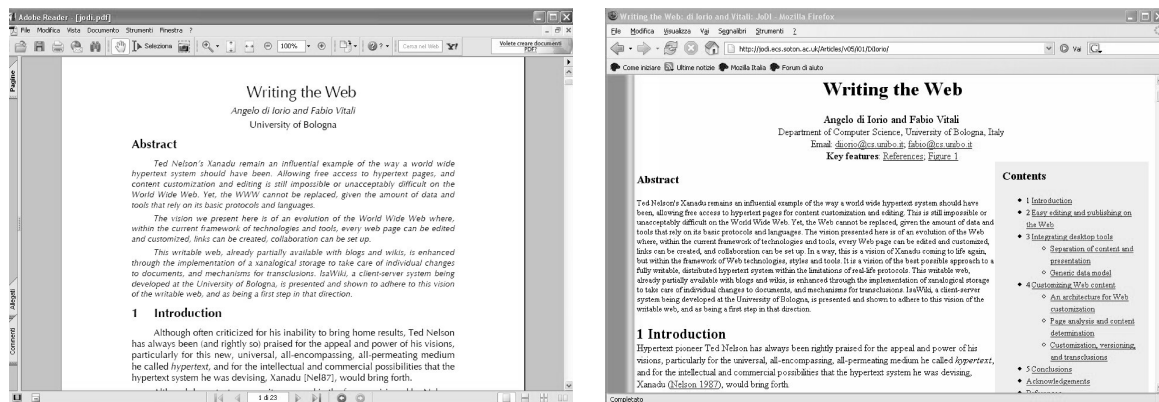 Adobe Reader - [jodi.pdf]
File Modifica Vista Documento Strumenti Finestra ?
Seleziona 100% Cerca nel Web Y! Volete creare documenti PDF?
Pagine
Allegati
Commenti
Writing the Web
Angelo di Iorio and Fabio Vitali
University of Bologna
Abstract
Ted Nelson's Xanadu remain an influential example of the way a world wide
hypertext system should have been. Allowing free access to hypertext pages, and
content customization and editing is still impossible or unacceptably difficult on the
World Wide Web. Yet, the WWW cannot be replaced, given the amount of data and
tools that rely on its basic protocols and languages.
The vision we present here is of an evolution of the World Wide Web where,
within the current framework of technologies and tools, every web page can be edited
and customized, links can be created, collaboration can be set up.
This writable web, already partially available with blogs and wikis, is enhanced
through the implementation of a xanalogical storage to take care of individual changes
to documents, and mechanisms for transclusions. IsaWiki, a client-server system being
developed at the University of Bologna, is presented and shown to adhere to this vision
of the writable web, and as being a first step in that direction.
1 Introduction
Although often criticized for his inability to bring home results, Ted Nelson
has always been (and rightly so) praised for the appeal and power of his visions,
particularly for this new, universal, all-encompassing, all-permeating medium
he called hypertext, and for the intellectual and commercial possibilities that the
hypertext system he was devising, Xanadu [Nel87], would bring forth.
1 di 23
Writing the Web: di Iorio and Vitali: JoDI - Mozilla Firefox
File Modifica Visualizza Vai Segnalibri Strumenti ?
http://jodi.ecs.soton.ac.uk/Articles/v05/i01/DiIorio/ Vai
Come iniziare Ultime notizie Mozilla Italia Forum di aiuto
Writing the Web
Angelo di Iorio and Fabio Vitali
Department of Computer Science, University of Bologna, Italy
Email: diiorio@cs.unibo.it; fabio@cs.unibo.it
Key features: References; Figure 1
Abstract
Ted Nelson's Xanadu remains an influential example of the way a world wide hypertext system should have
been, allowing free access to hypertext pages for content customization and editing. This is still impossible or
unacceptably difficult on the World Wide Web. Yet, the Web cannot be replaced, given the amount of data and
tools that rely on its basic protocols and languages. The vision presented here is of an evolution of the Web
where, within the current framework of technologies and tools, every Web page can be edited and customized,
links can be created, and collaboration can be set up. In a way, this is a vision of Xanadu coming to life again,
but within the framework of Web technologies, styles and tools. It is a vision of the best possible approach to a
fully writable, distributed hypertext system within the limitations of real-life protocols. This writable web,
already partially available with blogs and wikis, is enhanced through the implementation of xanalogical storage
to take care of individual changes to documents, and mechanisms for transclusions. IsaWiki, a client-server
system being developed at the University of Bologna, is presented and shown to adhere to this vision of the
writable web, and as being a first step in that direction.
1 Introduction
Hypertext pioneer Ted Nelson has always been rightly praised for the appeal and power of his
visions, particularly for the universal, all-encompassing, all-permeating medium he called hypertext,
and for the intellectual and commercial possibilities that the hypertext system he was devising,
Xanadu (Nelson 1987), would bring forth.
Contents
1 Introduction
2 Easy editing and publishing on
the Web
3 Integrating desktop
tools
Separation of content and
presentation
Generic data model
4 Customizing Web content
An architecture for Web
customization
Page analysis and content
determination
Customization, versioning,
and transclusions
5 Conclusions
Acknowledgements
References
Completato